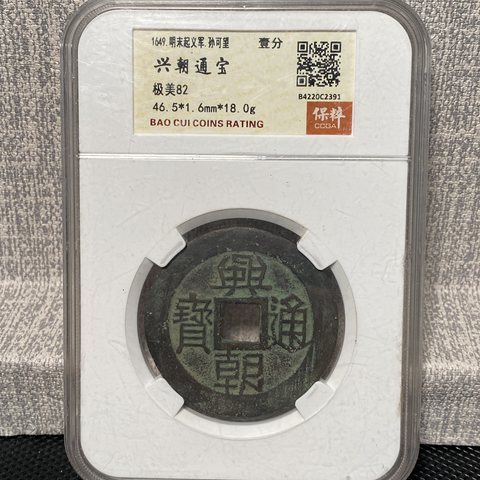 1649.明末起义军.孙可望 壹分
兴朝通宝
极美82
46.5*1.6mm*18.0g
BAO CUI COINS RATING
B4220C2391
保粹
CCGA
興朝通寶